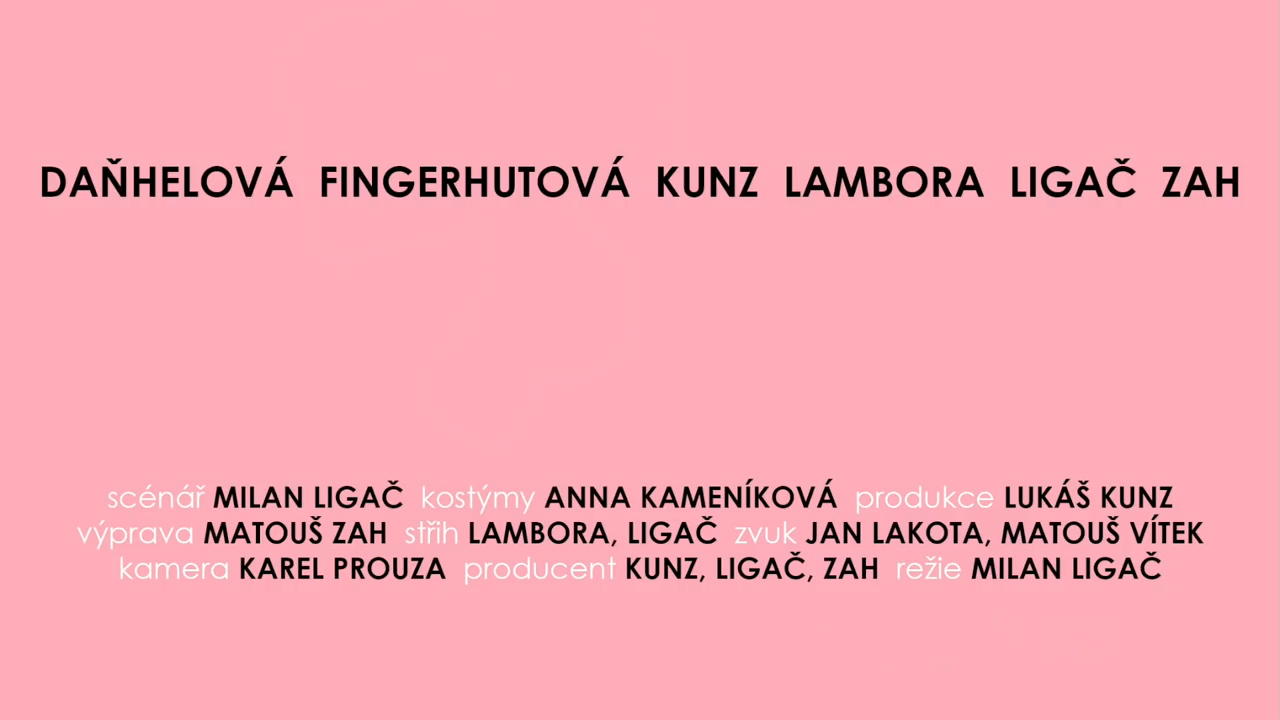 DAŇHELOVÁ FINGERHUTOVÁ KUNZ LAMBORA LIGAČ ZAH
scénář MILAN LIGAČ kostýmy ANNA KAMENÍKOVÁ produkce LUKÁŠ KUNZ
výprava MATOUŠ ZAH střih LAMBORA, LIGAČ zvuk JAN LAKOTA, MATOUŠ VÍTEK
kamera KAREL PROUZA producent KUNZ, LIGAČ, ZAH režie MILAN LIGAČ